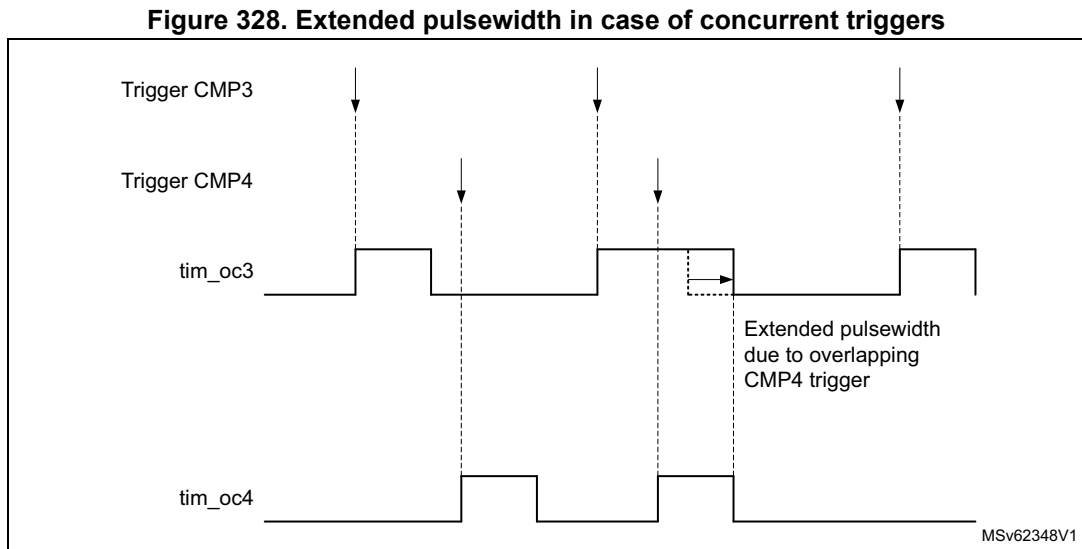 Figure 328. Extended pulsewidth in case of concurrent triggers
Trigger CMP3
Trigger CMP4
tim_oc3
Extended pulsewidth
due to overlapping
CMP4 trigger
tim_oc4
MSv62348V1